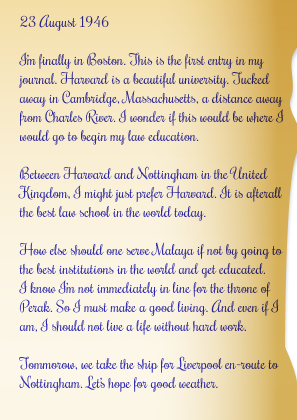 23 August 1946
I'm finally in Boston. This is the first entry in my
journal. Harvard is a beautiful university. Tucked
away in Cambridge, Massachusetts, a distance away
from Charles River. I wonder if this would be where I
would go to begin my law education.
Between Harvard and Nottingham in the United
Kingdom, I might just prefer Harvard. It is afterall
the best law school in the world today.
How else should one serve Malaya if not by going to
the best institutions in the world and get educated.
I know I'm not immediately in line for the throne of
Perak. So I must make a good living. And even if I
am, I should not live a life without hard work.
Tommorow, we take the ship for Liverpool en-route to
Nottingham. Let's hope for good weather.